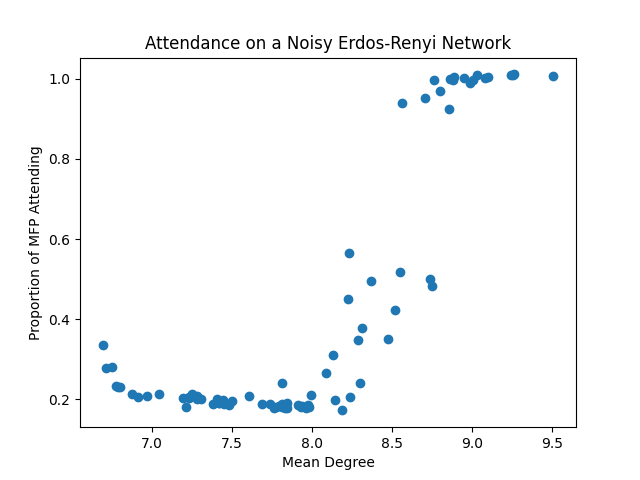 Attendance on a Noisy Erdos-Renyi Network
1.0
0.8
0.6
0.4
0.2
Proportion of MFP Attending
7.0 7.5 8.0 8.5 9.0 9.5
Mean Degree